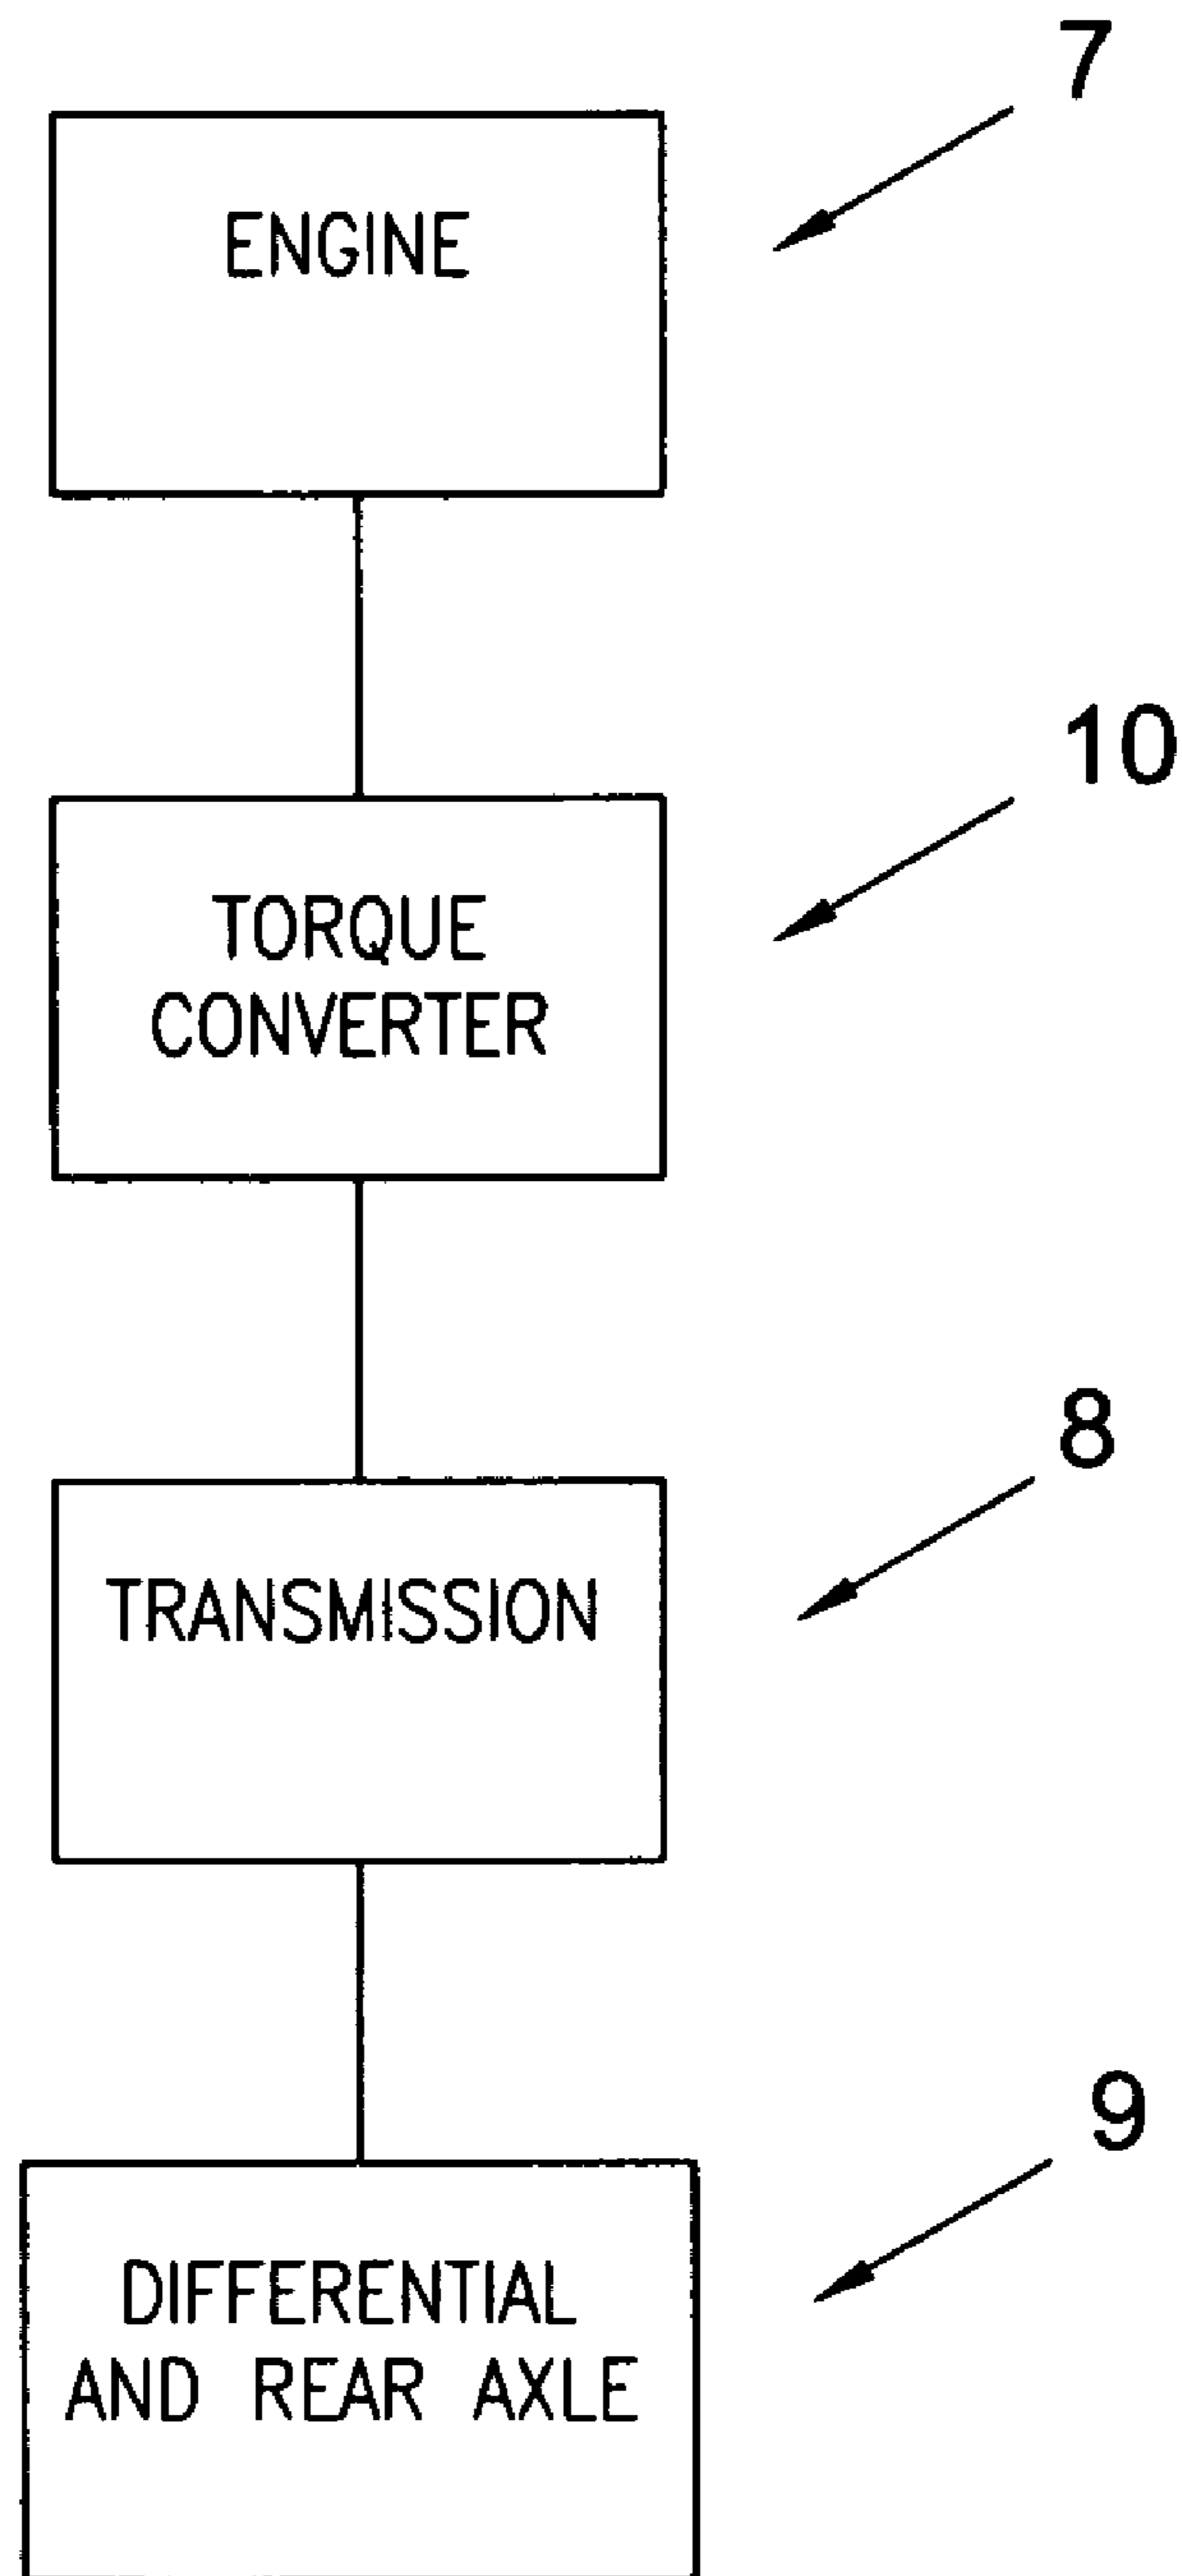 7
ENGINE
10
TORQUE
CONVERTER
8
TRANSMISSION
9
DIFFERENTIAL
AND REAR AXLE